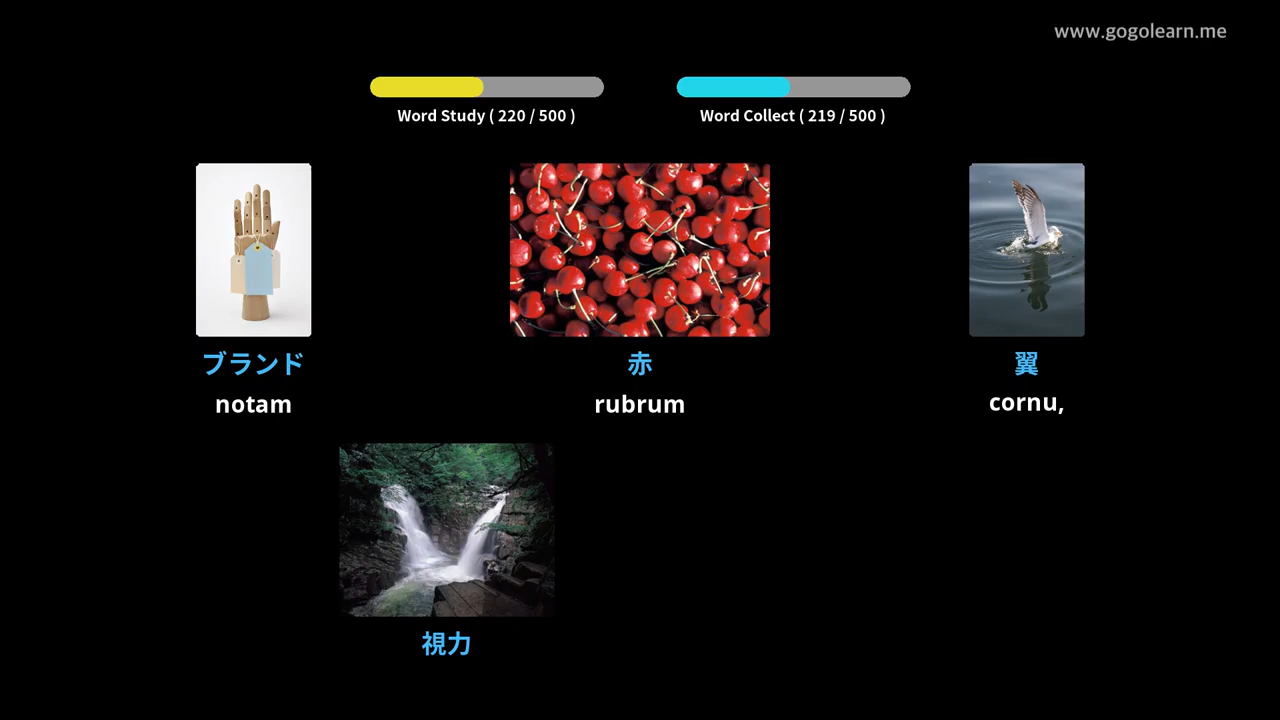 www.gogolearn.me
Word Study ( 220 / 500 )
Word Collect ( 219 / 500 )
ブランド
notam
赤
rubrum
翼
cornu,
視力